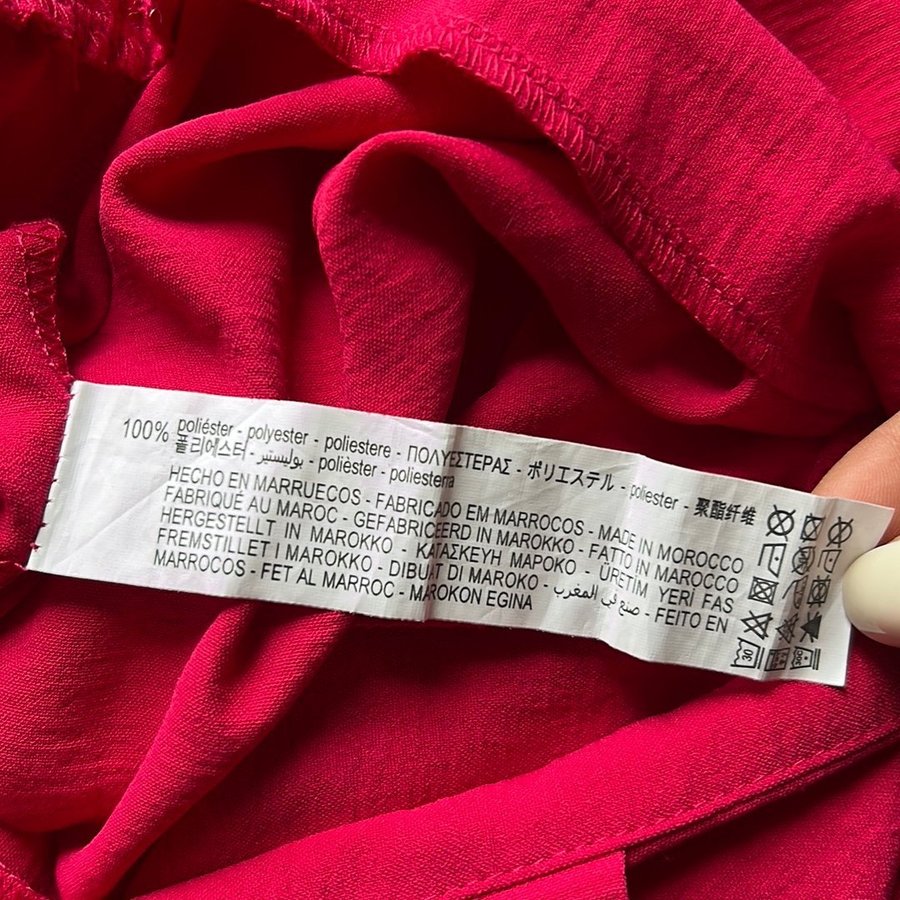 100% poliéster - polyester - poliestere - ΠΟΛΥΕΣΤΕΡΑΣ - ポリエステル - poliester - 聚酯纤维
폴리에스터 - بوليستير - polièster - poliesterra
HECHO EN MARRUECOS - FABRICADO EM MARROCOS - MADE IN MOROCCO
FABRIQUÉ AU MAROC - GEFABRICEERD IN MAROKKO - FATTO IN MAROCCO
HERGESTELLT IN MAROKKO - ΚΑΤΑΣΚΕΥΗ ΜΑΡΟΚΟ - ÜRETİM YERİ FAS
FREMSTILLET I MAROKKO - DIBUAT DI MAROKO - صنع في المغرب - FEITO EN
MARROCOS - FET AL MARROC - MAROKON EGINA
30